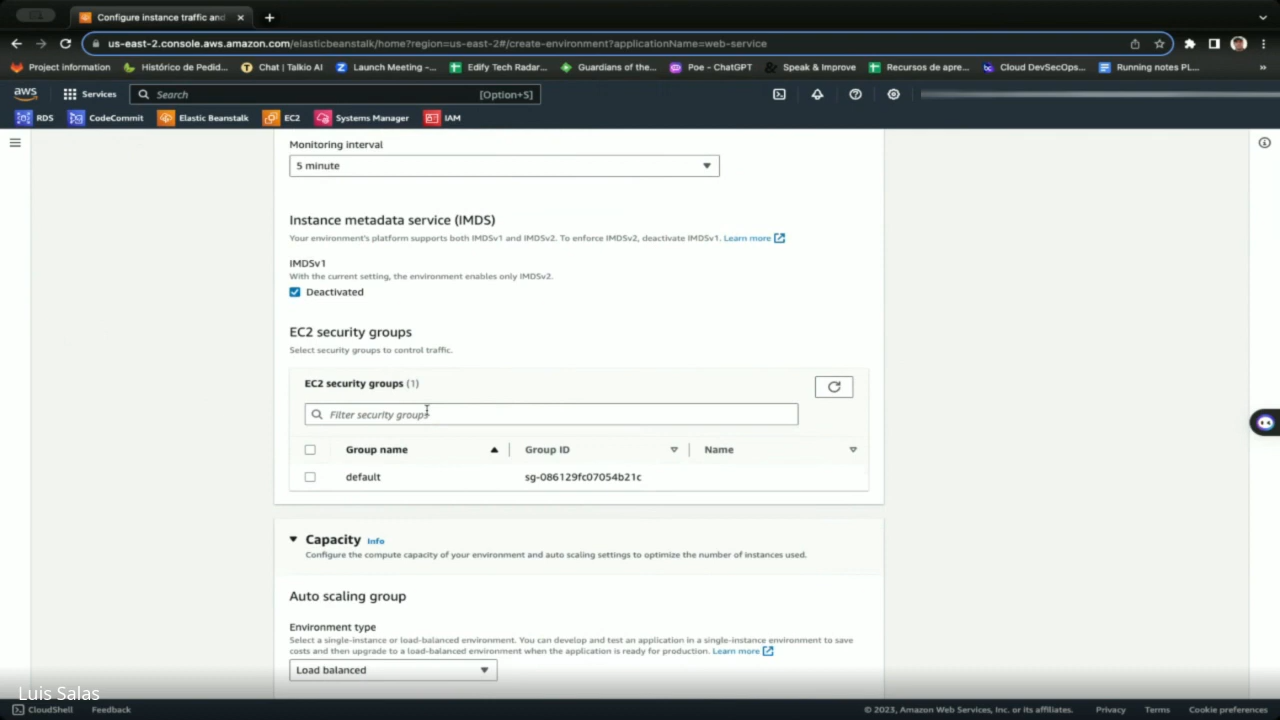 Configure instance traffic and
us-east-2.console.aws.amazon.com/elasticbeanstalk/home?region=us-east-2#/create-environment?applicationName=web-service
Project information
Histórico de Pedid...
Chat | Talkio AI
Launch Meeting -...
Edify Tech Radar...
Guardians of the...
Poe - ChatGPT
Speak & Improve
Recursos de apre...
Cloud DevSecOps...
Running notes PL...
»
aws
Services
Search
[Option+S]
RDS
CodeCommit
Elastic Beanstalk
EC2
Systems Manager
IAM
Monitoring interval
5 minute
Instance metadata service (IMDS)
Your environment's platform supports both IMDSv1 and IMDSv2. To enforce IMDSv2, deactivate IMDSv1. Learn more
IMDSv1
With the current setting, the environment enables only IMDSv2.
Deactivated
EC2 security groups
Select security groups to control traffic.
EC2 security groups (1)
Filter security groups
Group name
Group ID
Name
default
sg-086129fc07054b21c
Capacity Info
Configure the compute capacity of your environment and auto scaling settings to optimize the number of instances used.
Auto scaling group
Environment type
Select a single-instance or load-balanced environment. You can develop and test an application in a single-instance environment to save
costs and then upgrade to a load-balanced environment when the application is ready for production. Learn more
Load balanced
Luis Salas
CloudShell
Feedback
© 2023, Amazon Web Services, Inc. or its affiliates.
Privacy
Terms
Cookie preferences